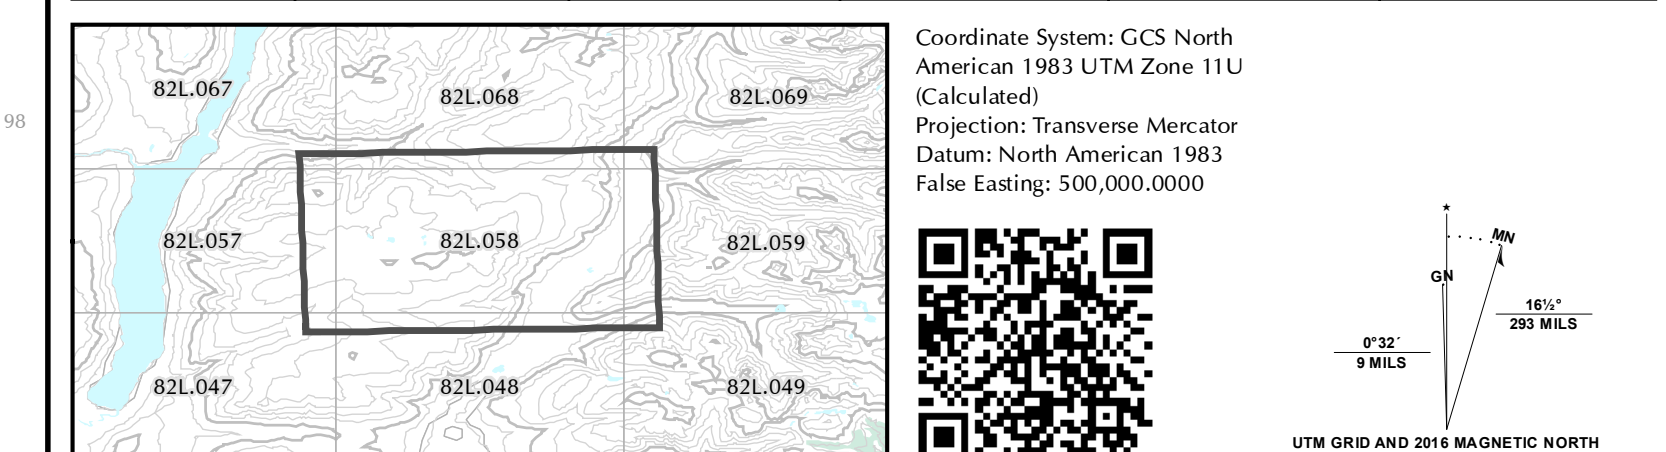 98
82L.067
82L.068
82L.069
82L.057
82L.058
82L.059
82L.047
82L.048
82L.049
Coordinate System: GCS North
American 1983 UTM Zone 11U
(Calculated)
Projection: Transverse Mercator
Datum: North American 1983
False Easting: 500,000.0000
MN
GN
16½°
293 MILS
0°32´
9 MILS
UTM GRID AND 2016 MAGNETIC NORTH